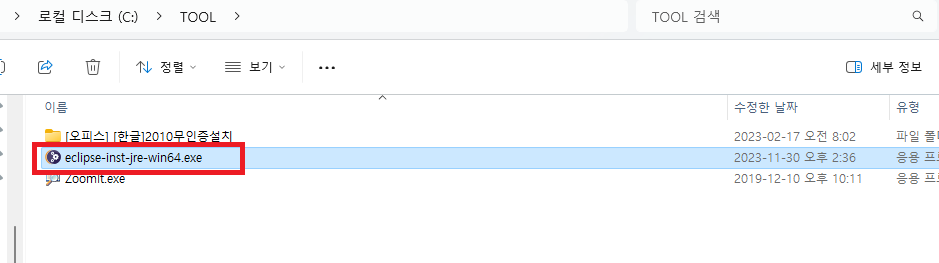 로컬 디스크 (C:) TOOL TOOL 검색
정렬 보기 ... 세부 정보
이름 수정한 날짜 유형
[오피스] [한글]2010무인증설치 2023-02-17 오전 8:02 파일 폴더
eclipse-inst-jre-win64.exe 2023-11-30 오후 2:36 응용 프
ZoomIt.exe 2019-12-10 오후 10:11 응용 프